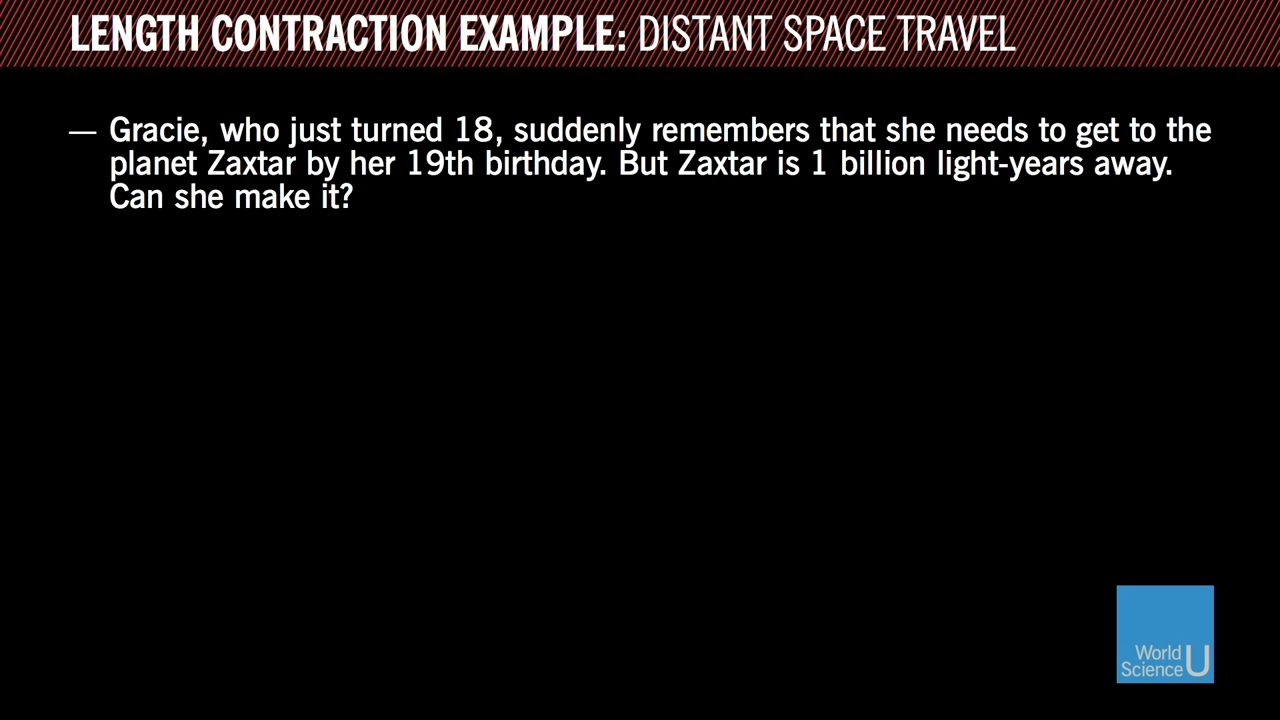 LENGTH CONTRACTION EXAMPLE: DISTANT SPACE TRAVEL
— Gracie, who just turned 18, suddenly remembers that she needs to get to the
planet Zaxtar by her 19th birthday. But Zaxtar is 1 billion light-years away.
Can she make it?
World
Science U